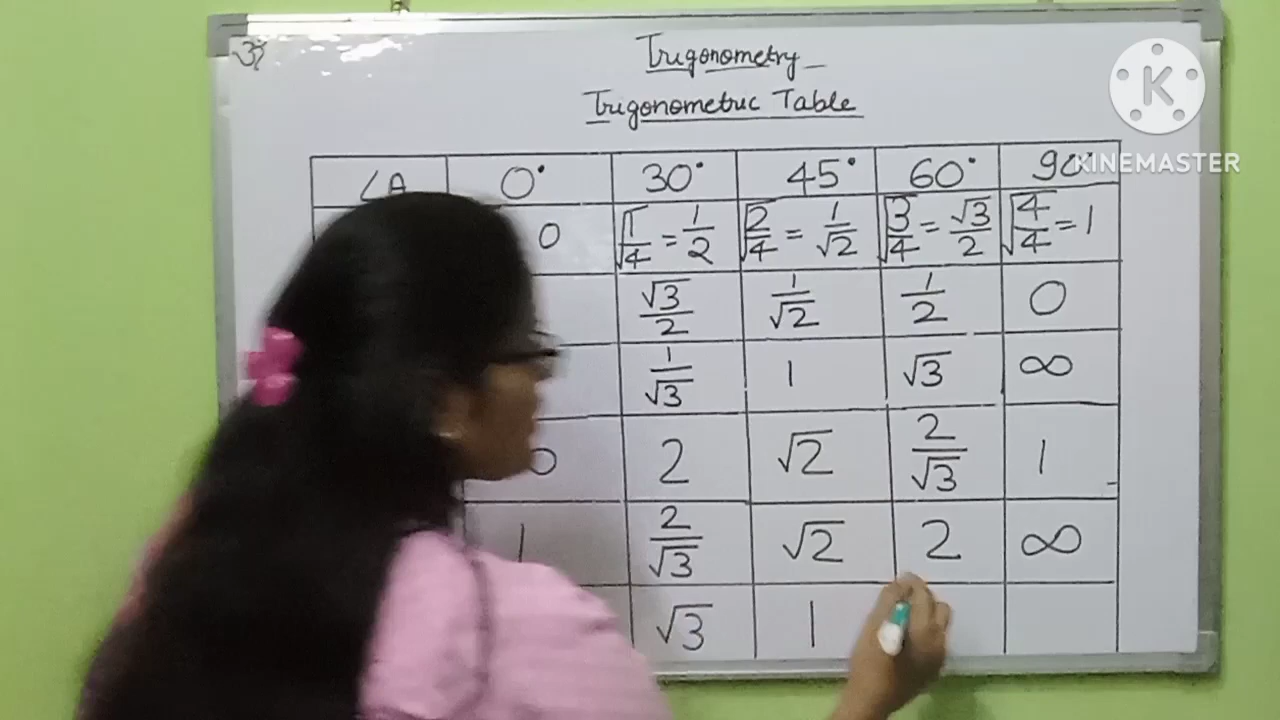 ॐ
Trigonometry
Trigonometric Table
K
KINEMASTER
∠A 0° 30° 45° 60° 90°
0 √1/4 = 1/2 √2/4 = 1/√2 √3/4 = √3/2 √4/4 = 1
√3/2 1/√2 1/2 0
1/√3 1 √3 ∞
2 √2 2/√3 1
1 2/√3 √2 2 ∞
√3 1